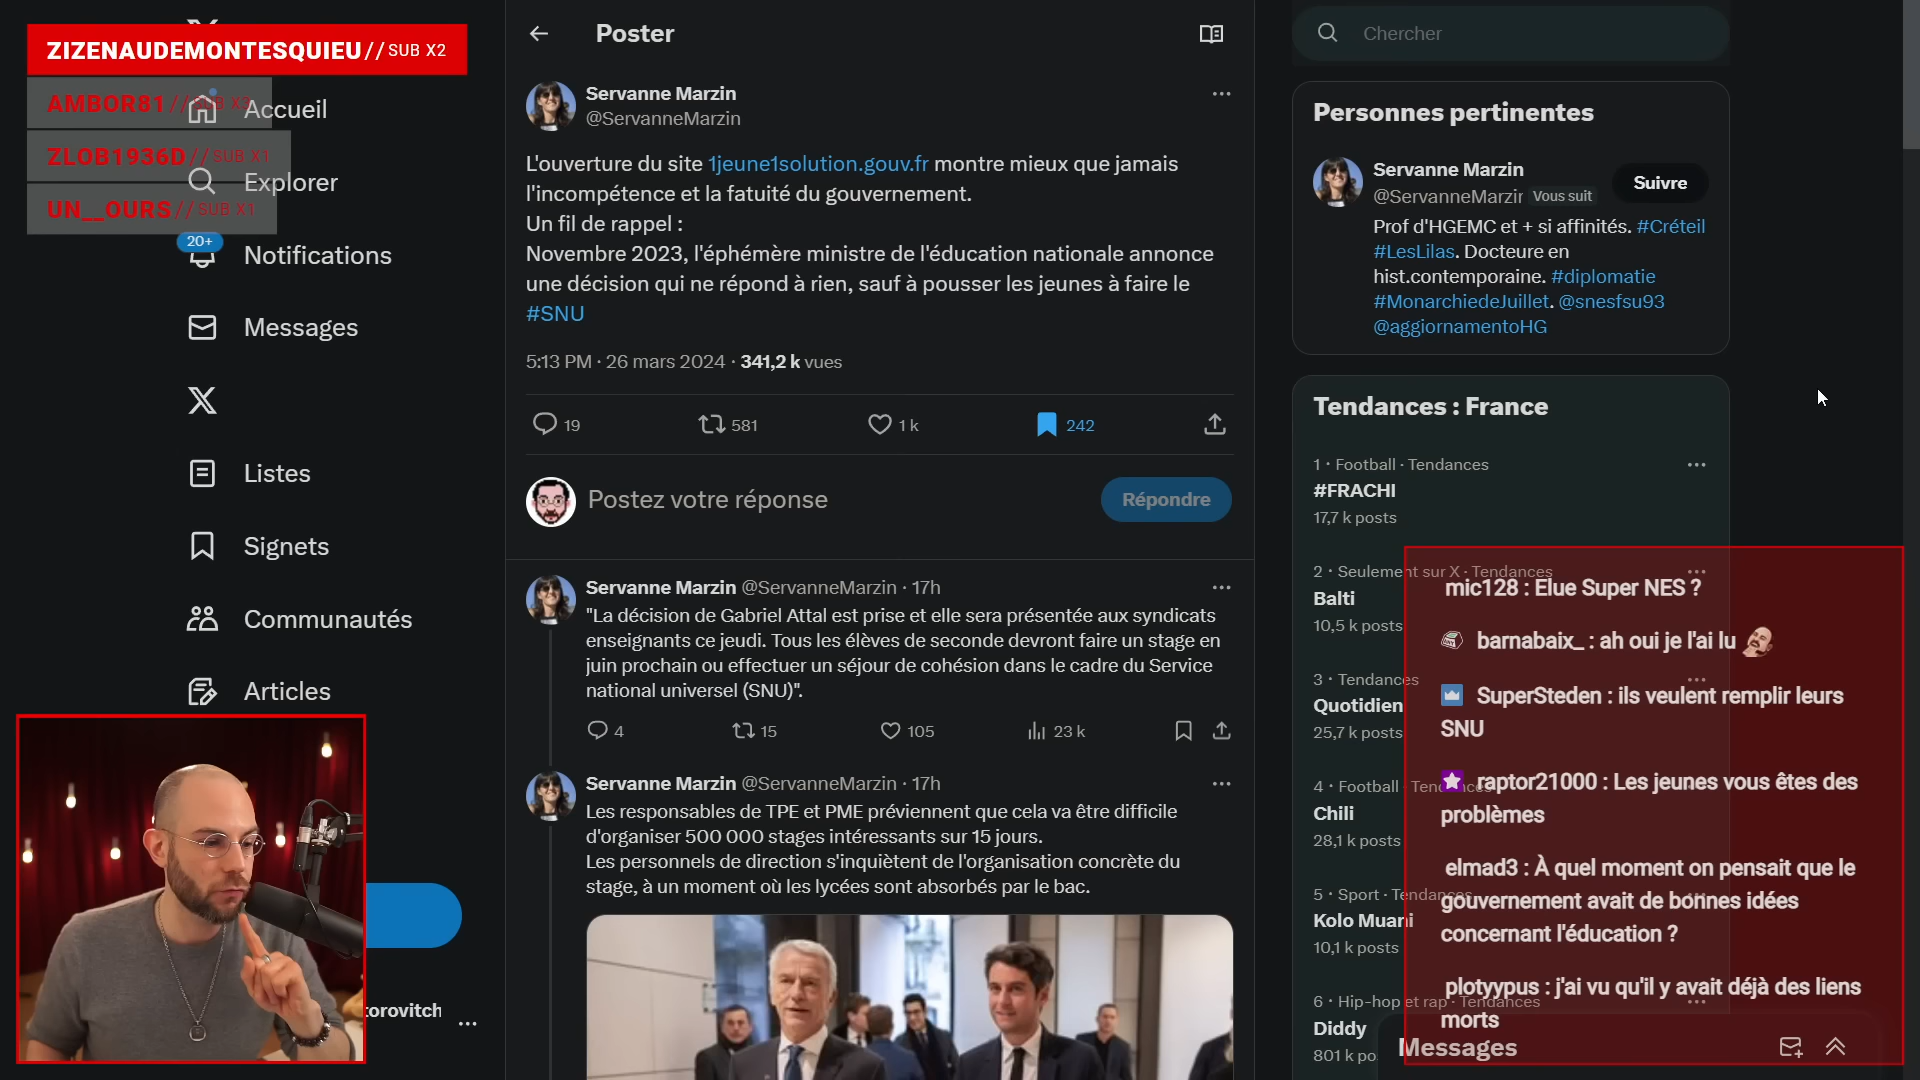 ZIZENAUDEMONTESQUIEU//SUB X2
AMBOR81//SUB X3
ZLOB1936D//SUB X1
UN__OURS//SUB X1
Accueil
Explorer
20+
Notifications
Messages
Listes
Signets
Communautés
Articles
torovitch
Poster
Servanne Marzin
@ServanneMarzin
L'ouverture du site 1jeune1solution.gouv.fr montre mieux que jamais
l'incompétence et la fatuité du gouvernement.
Un fil de rappel :
Novembre 2023, l'éphémère ministre de l'éducation nationale annonce
une décision qui ne répond à rien, sauf à pousser les jeunes à faire le
#SNU
5:13 PM · 26 mars 2024 · 341,2 k vues
19
581
1 k
242
Postez votre réponse
Répondre
Servanne Marzin @ServanneMarzin · 17h
"La décision de Gabriel Attal est prise et elle sera présentée aux syndicats
enseignants ce jeudi. Tous les élèves de seconde devront faire un stage en
juin prochain ou effectuer un séjour de cohésion dans le cadre du Service
national universel (SNU)".
4
15
105
23 k
Servanne Marzin @ServanneMarzin · 17h
Les responsables de TPE et PME préviennent que cela va être difficile
d'organiser 500 000 stages intéressants sur 15 jours.
Les personnels de direction s'inquiètent de l'organisation concrète du
stage, à un moment où les lycées sont absorbés par le bac.
Chercher
Personnes pertinentes
Servanne Marzin
@ServanneMarzir Vous suit
Suivre
Prof d'HGEMC et + si affinités. #Créteil
#LesLilas. Docteure en
hist.contemporaine. #diplomatie
#MonarchiedeJuillet. @snesfsu93
@aggiornamentoHG
Tendances : France
1 · Football · Tendances
#FRACHI
17,7 k posts
2 · Seulement sur X · Tendances
Balti
10,5 k posts
3 · Tendances
Quotidien
25,7 k posts
4 · Football · Tendances
Chili
28,1 k posts
5 · Sport · Tendances
Kolo Muani
10,1 k posts
6 · Hip-hop et rap · Tendances
Diddy
801 k po
mic128 : Elue Super NES ?
barnabaix_ : ah oui je l'ai lu
SuperSteden : ils veulent remplir leurs
SNU
raptor21000 : Les jeunes vous êtes des
problèmes
elmad3 : À quel moment on pensait que le
gouvernement avait de bonnes idées
concernant l'éducation ?
plotyypus : j'ai vu qu'il y avait déjà des liens
morts
Messages